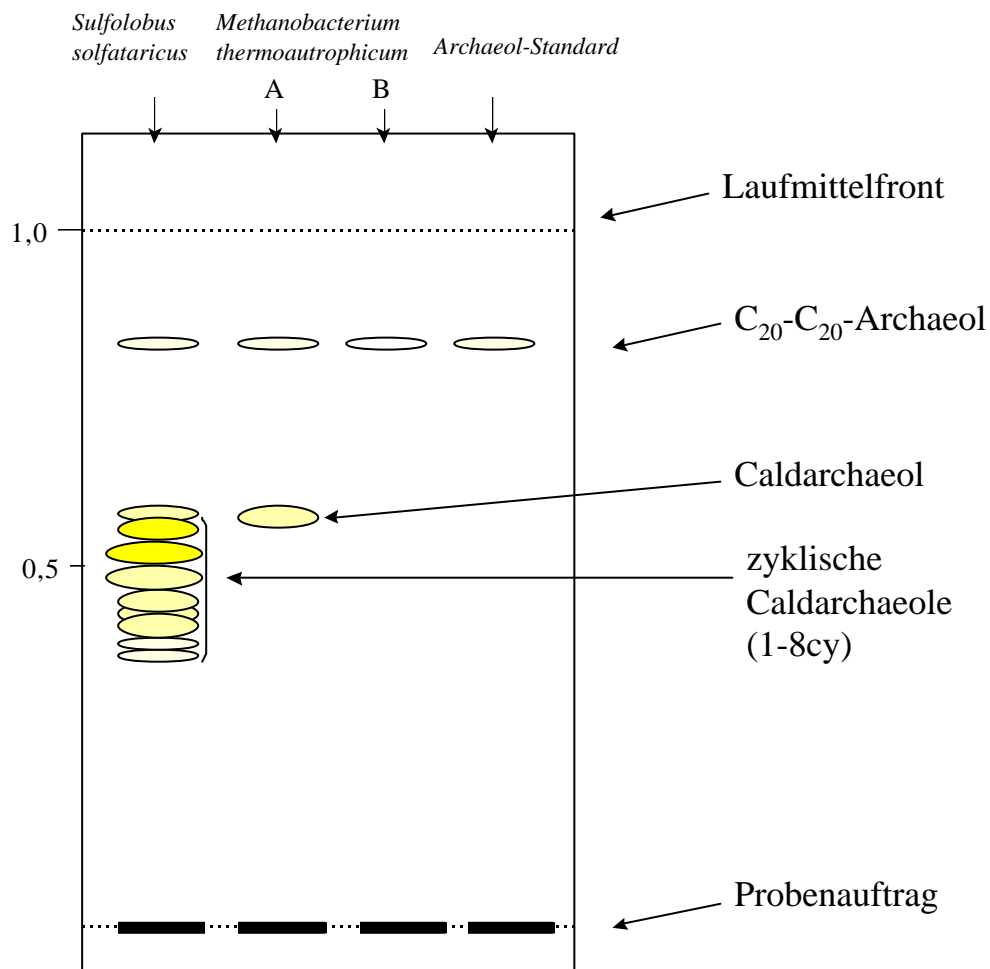 Sulfolobus
solfataricus
Methanobacterium
thermoautrophicum
A
B
Archaeol-Standard
Laufmittelfront
1,0
C20-C20-Archaeol
Caldarchaeol
0,5
zyklische
Caldarchaeole
(1-8cy)
Probenauftrag